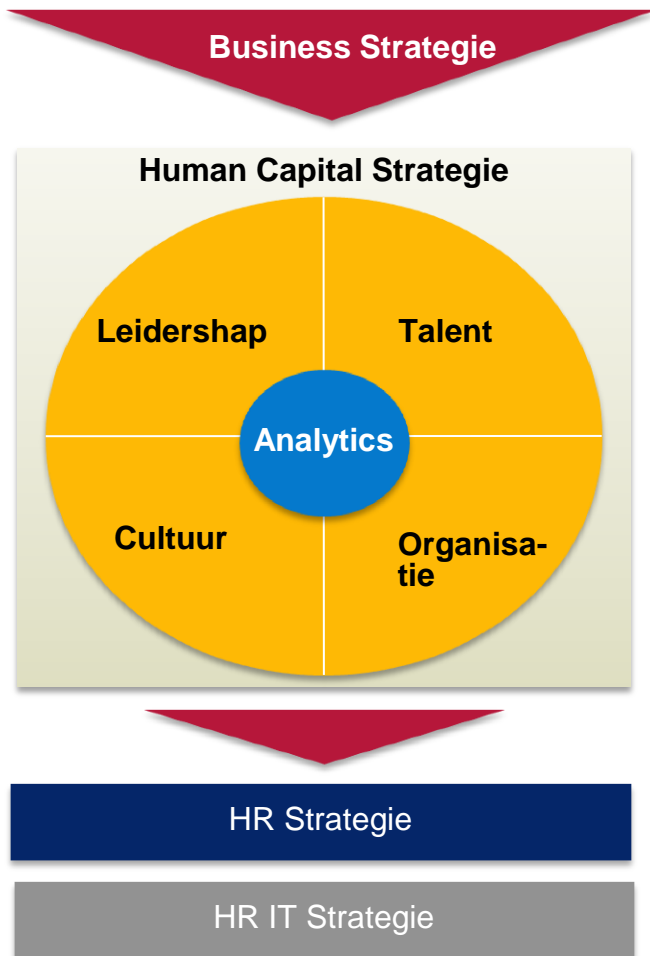 Business Strategie
Human Capital Strategie
Leidershap
Talent
Analytics
Cultuur
Organisa-
tie
HR Strategie
HR IT Strategie